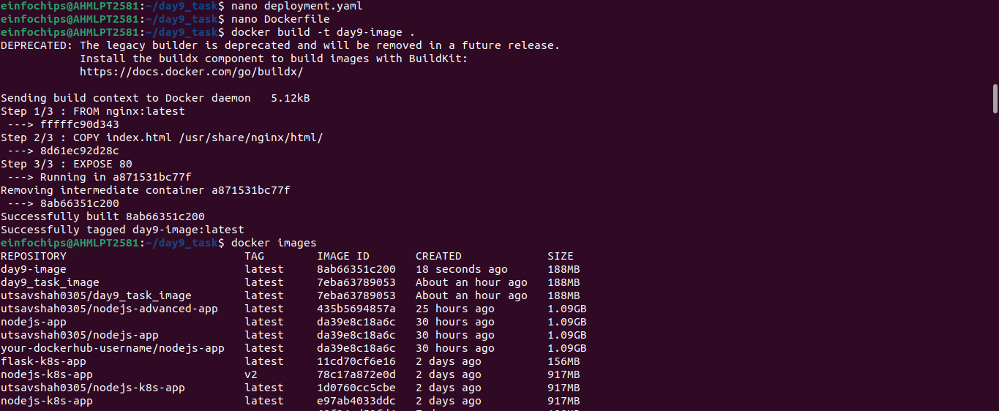 einfochips@AHMLPT2581:~/day9_task$ nano deployment.yaml
einfochips@AHMLPT2581:~/day9_task$ nano Dockerfile
einfochips@AHMLPT2581:~/day9_task$ docker build -t day9-image .
DEPRECATED: The legacy builder is deprecated and will be removed in a future release.
            Install the buildx component to build images with BuildKit:
            https://docs.docker.com/go/buildx/

Sending build context to Docker daemon   5.12kB
Step 1/3 : FROM nginx:latest
 ---> fffffc90d343
Step 2/3 : COPY index.html /usr/share/nginx/html/
 ---> 8d61ec92d28c
Step 3/3 : EXPOSE 80
 ---> Running in a871531bc77f
Removing intermediate container a871531bc77f
 ---> 8ab66351c200
Successfully built 8ab66351c200
Successfully tagged day9-image:latest
einfochips@AHMLPT2581:~/day9_task$ docker images
REPOSITORY                           TAG        IMAGE ID       CREATED             SIZE
day9-image                           latest     8ab66351c200   18 seconds ago      188MB
day9_task_image                      latest     7eba63789053   About an hour ago   188MB
utsavshah0305/day9_task_image        latest     7eba63789053   About an hour ago   188MB
utsavshah0305/nodejs-advanced-app    latest     435b5694857a   25 hours ago        1.09GB
nodejs-app                           latest     da39e8c18a6c   30 hours ago        1.09GB
utsavshah0305/nodejs-app             latest     da39e8c18a6c   30 hours ago        1.09GB
your-dockerhub-username/nodejs-app   latest     da39e8c18a6c   30 hours ago        1.09GB
flask-k8s-app                        latest     11cd70cf6e16   2 days ago          156MB
nodejs-k8s-app                       v2         78c17a872e0d   2 days ago          917MB
utsavshah0305/nodejs-k8s-app         latest     1d0760cc5cbe   2 days ago          917MB
nodejs-k8s-app                       latest     e97ab4033ddc   2 days ago          917MB